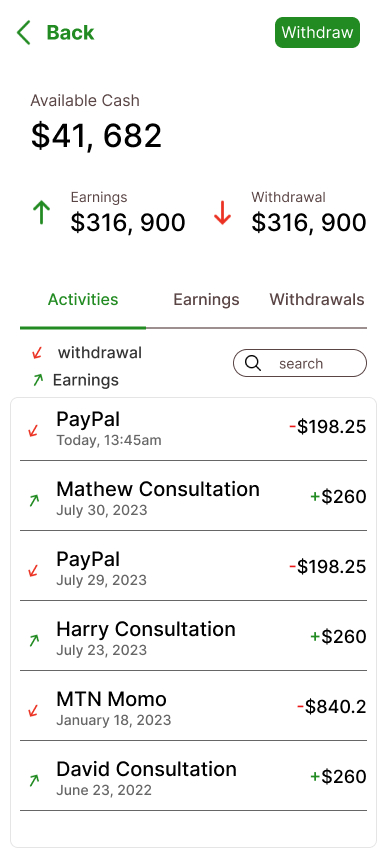 Back
Withdraw
Available Cash
$41, 682
Earnings
$316, 900
Withdrawal
$316, 900
Activities
Earnings
Withdrawals
withdrawal
Earnings
search
PayPal
-$198.25
Today, 13:45am
Mathew Consultation
+$260
July 30, 2023
PayPal
-$198.25
July 29, 2023
Harry Consultation
+$260
July 23, 2023
MTN Momo
-$840.2
January 18, 2023
David Consultation
+$260
June 23, 2022